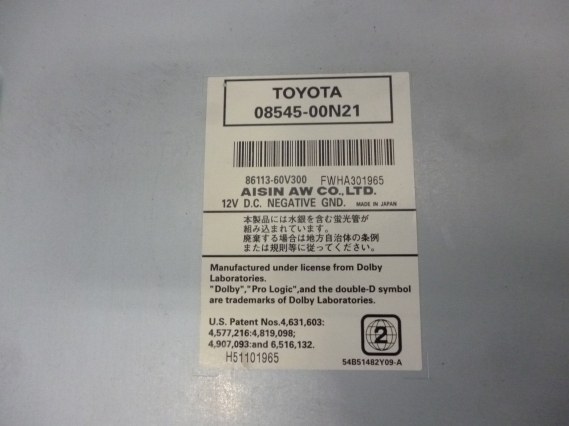 TOYOTA
08545-00N21
86113-60V300 FWHA301965
AISIN AW CO.,LTD.
12V D.C. NEGATIVE GND. MADE IN JAPAN
本製品には水銀を含む蛍光管が
組み込まれています。
廃棄する場合は地方自治体の条例
または規則等に従ってください。
Manufactured under license from Dolby
Laboratories.
"Dolby","Pro Logic",and the double-D symbol
are trademarks of Dolby Laboratories.
U.S. Patent Nos.4,631,603:
4,577,216:4,819,098;
4,907,093:and 6,516,132.
H51101965
2
54B51482Y09-A